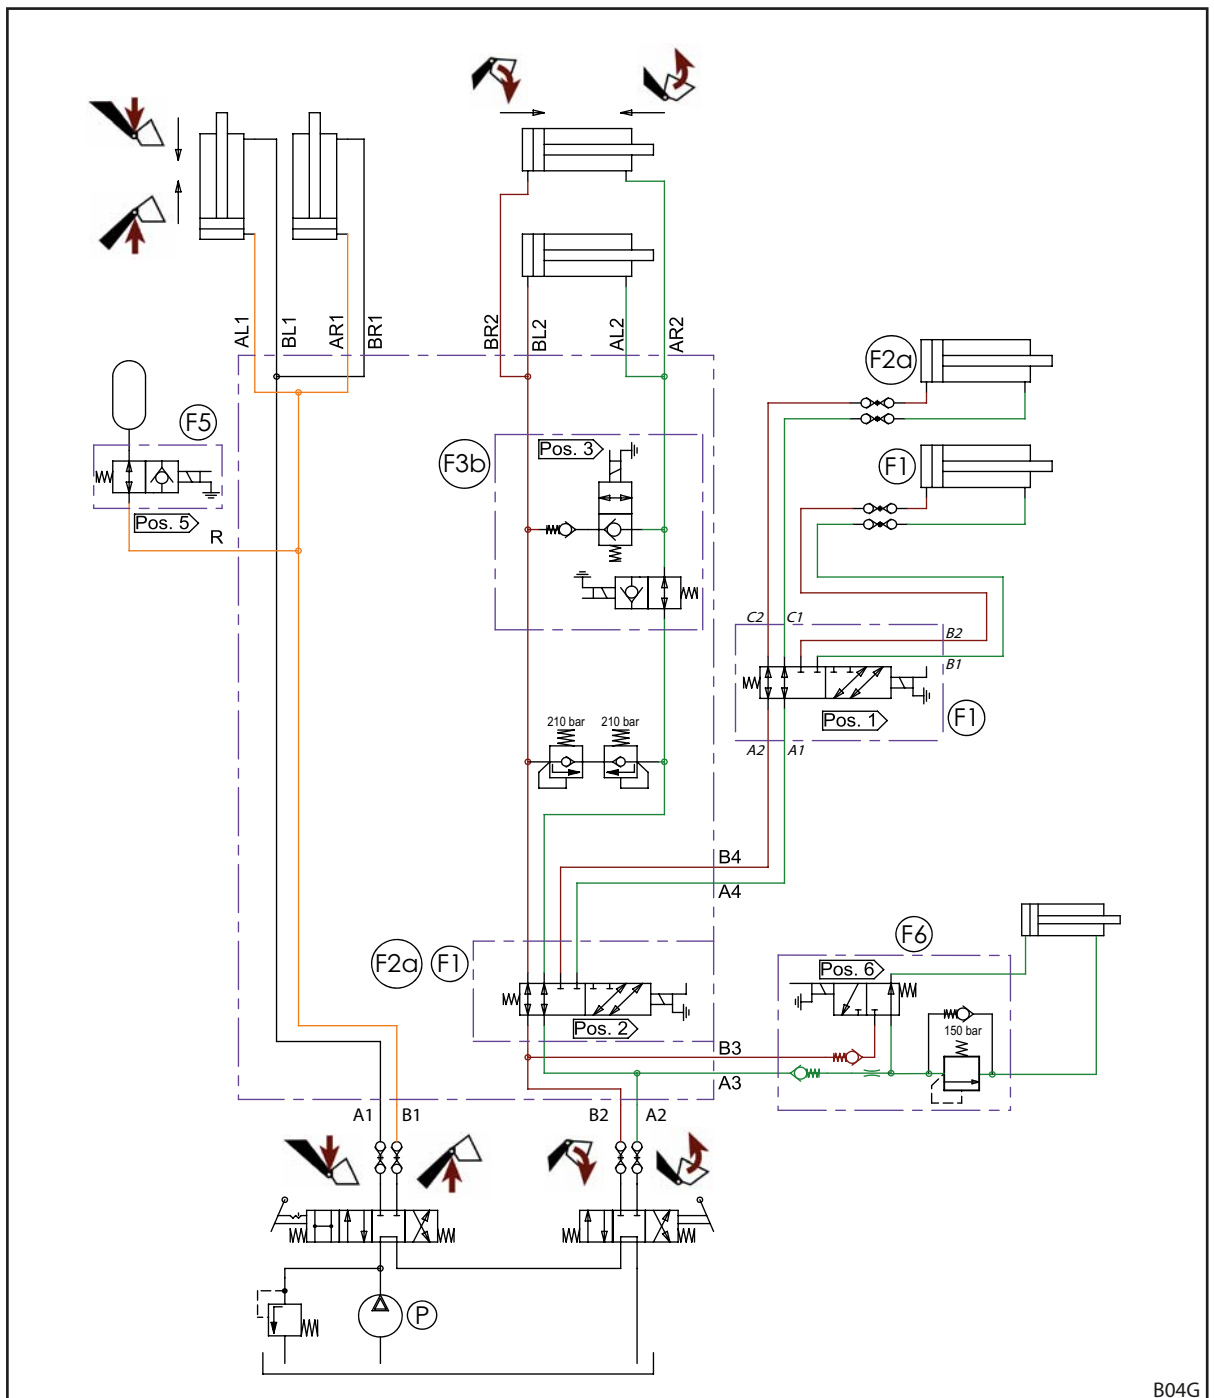 AL1
BL1
AR1
BR1
BR2
BL2
AL2
AR2
F2a
F5
F3b
Pos. 3
F1
Pos. 5
R
C2
C1
B2
B1
Pos. 1
F1
210 bar
210 bar
A2
A1
B4
A4
F6
F2a
F1
Pos. 6
Pos. 2
150 bar
B3
A3
A1
B1
B2
A2
P
B04G